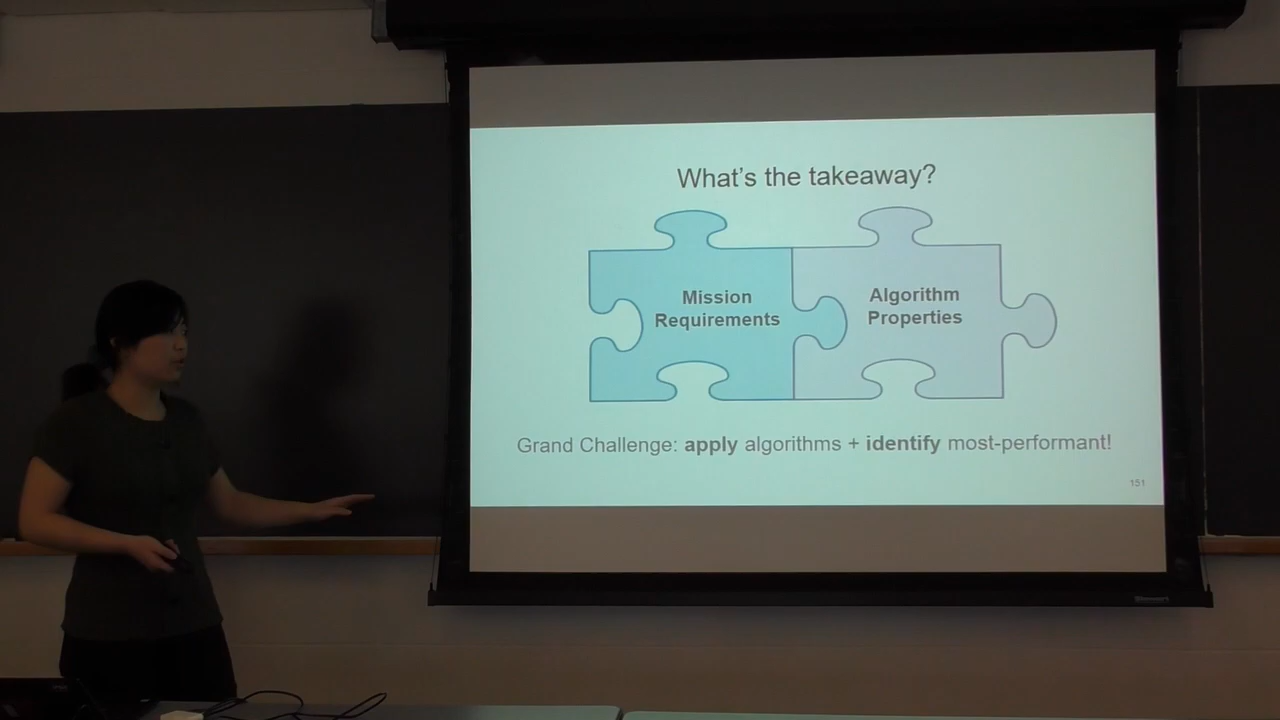 What's the takeaway?
Mission
Requirements
Algorithm
Properties
Grand Challenge: apply algorithms + identify most-performant!
151